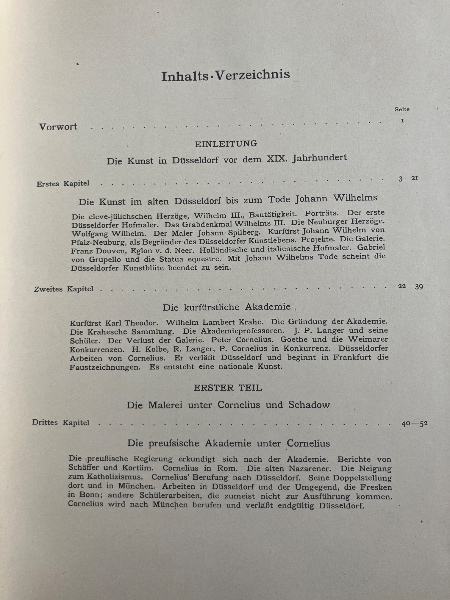 Inhalts-Verzeichnis
Seite
Vorwort . . . . . . . . . . . . . . . . . . . . . . . . 1
EINLEITUNG
Die Kunst in Düsseldorf vor dem XIX. Jahrhundert
Erstes Kapitel . . . . . . . . . . . . . . . . . . . . . . . . 3-21
Die Kunst im alten Düsseldorf bis zum Tode Johann Wilhelms
Die cleve-jülichschen Herzöge, Wilhelm III., Bautätigkeit. Porträts. Der erste
Düsseldorfer Hofmaler. Das Grabdenkmal Wilhelms III. Die Neuburger Herzöge.
Wolfgang Wilhelm. Der Maler Johann Spilberg. Kurfürst Johann Wilhelm von
Pfalz-Neuburg, als Begründer des Düsseldorfer Kunstlebens. Projekte. Die Galerie.
Franz Douven, Eglon v. d. Neer. Holländische und italienische Hofmaler. Gabriel
von Grupello und die Statua equestre. Mit Johann Wilhelms Tode scheint die
Düsseldorfer Kunstblüte beendet zu sein.
Zweites Kapitel . . . . . . . . . . . . . . . . . . . . . . . . 22-39
Die kurfürstliche Akademie
Kurfürst Karl Theodor. Wilhelm Lambert Krahe. Die Gründung der Akademie.
Die Krahesche Sammlung. Die Akademieprofessoren. J. P. Langer und seine
Schüler. Der Verlust der Galerie. Peter Cornelius. Goethe und die Weimarer
Konkurrenzen. H. Kolbe, R. Langer, P. Cornelius in Konkurrenz. Düsseldorfer
Arbeiten von Cornelius. Er verläßt Düsseldorf und beginnt in Frankfurt die
Faustzeichnungen. Es entsteht eine nationale Kunst.
ERSTER TEIL
Die Malerei unter Cornelius und Schadow
Drittes Kapitel . . . . . . . . . . . . . . . . . . . . . . . . 40—52
Die preußische Akademie unter Cornelius
Die preußische Regierung erkundigt sich nach der Akademie. Berichte von
Schäffer und Kortüm. Cornelius in Rom. Die alten Nazarener. Die Neigung
zum Katholizismus. Cornelius' Berufung nach Düsseldorf. Seine Doppelstellung
dort und in München. Arbeiten in Düsseldorf und der Umgegend, die Fresken
in Bonn; andere Schülerarbeiten, die zumeist nicht zur Ausführung kommen.
Cornelius wird nach München berufen und verläßt endgültig Düsseldorf.